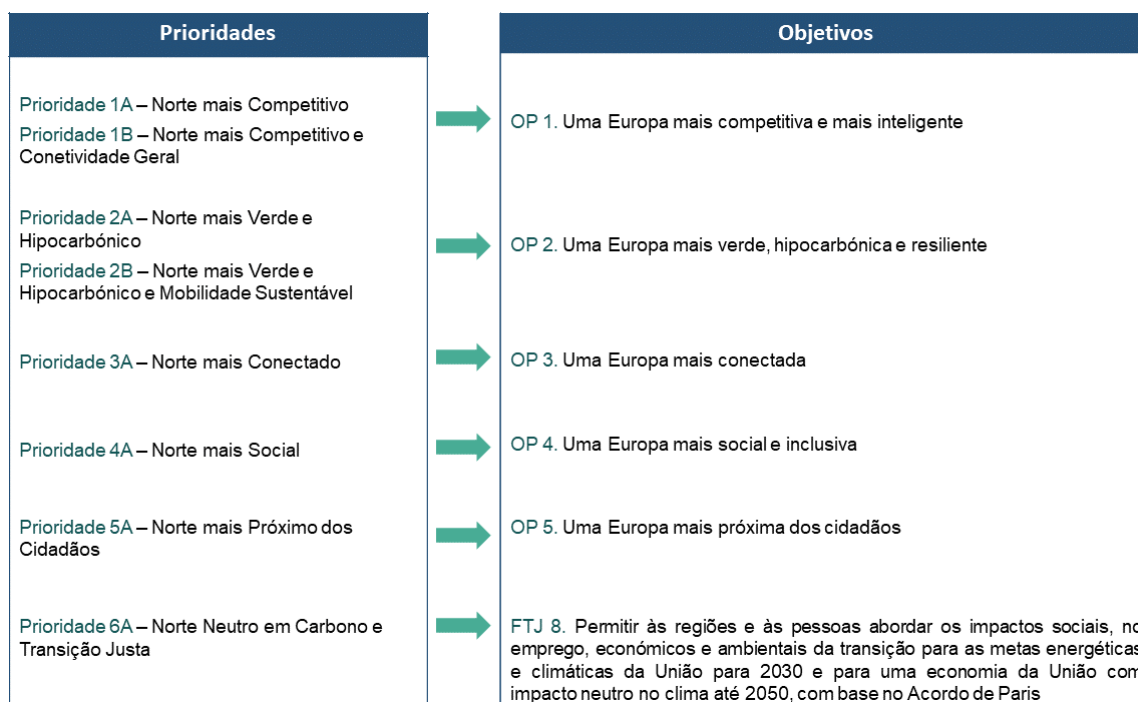 Prioridades
Prioridade 1A – Norte mais Competitivo
Prioridade 1B – Norte mais Competitivo e
Conetividade Geral
Prioridade 2A – Norte mais Verde e
Hipocarbónico
Prioridade 2B – Norte mais Verde e
Hipocarbónico e Mobilidade Sustentável
Prioridade 3A – Norte mais Conectado
Prioridade 4A – Norte mais Social
Prioridade 5A – Norte mais Próximo dos
Cidadãos
Prioridade 6A – Norte Neutro em Carbono e
Transição Justa
Objetivos
OP 1. Uma Europa mais competitiva e mais inteligente
OP 2. Uma Europa mais verde, hipocarbónica e resiliente
OP 3. Uma Europa mais conectada
OP 4. Uma Europa mais social e inclusiva
OP 5. Uma Europa mais próxima dos cidadãos
FTJ 8. Permitir às regiões e às pessoas abordar os impactos sociais, no
emprego, económicos e ambientais da transição para as metas energéticas
e climáticas da União para 2030 e para uma economia da União com
impacto neutro no clima até 2050, com base no Acordo de Paris